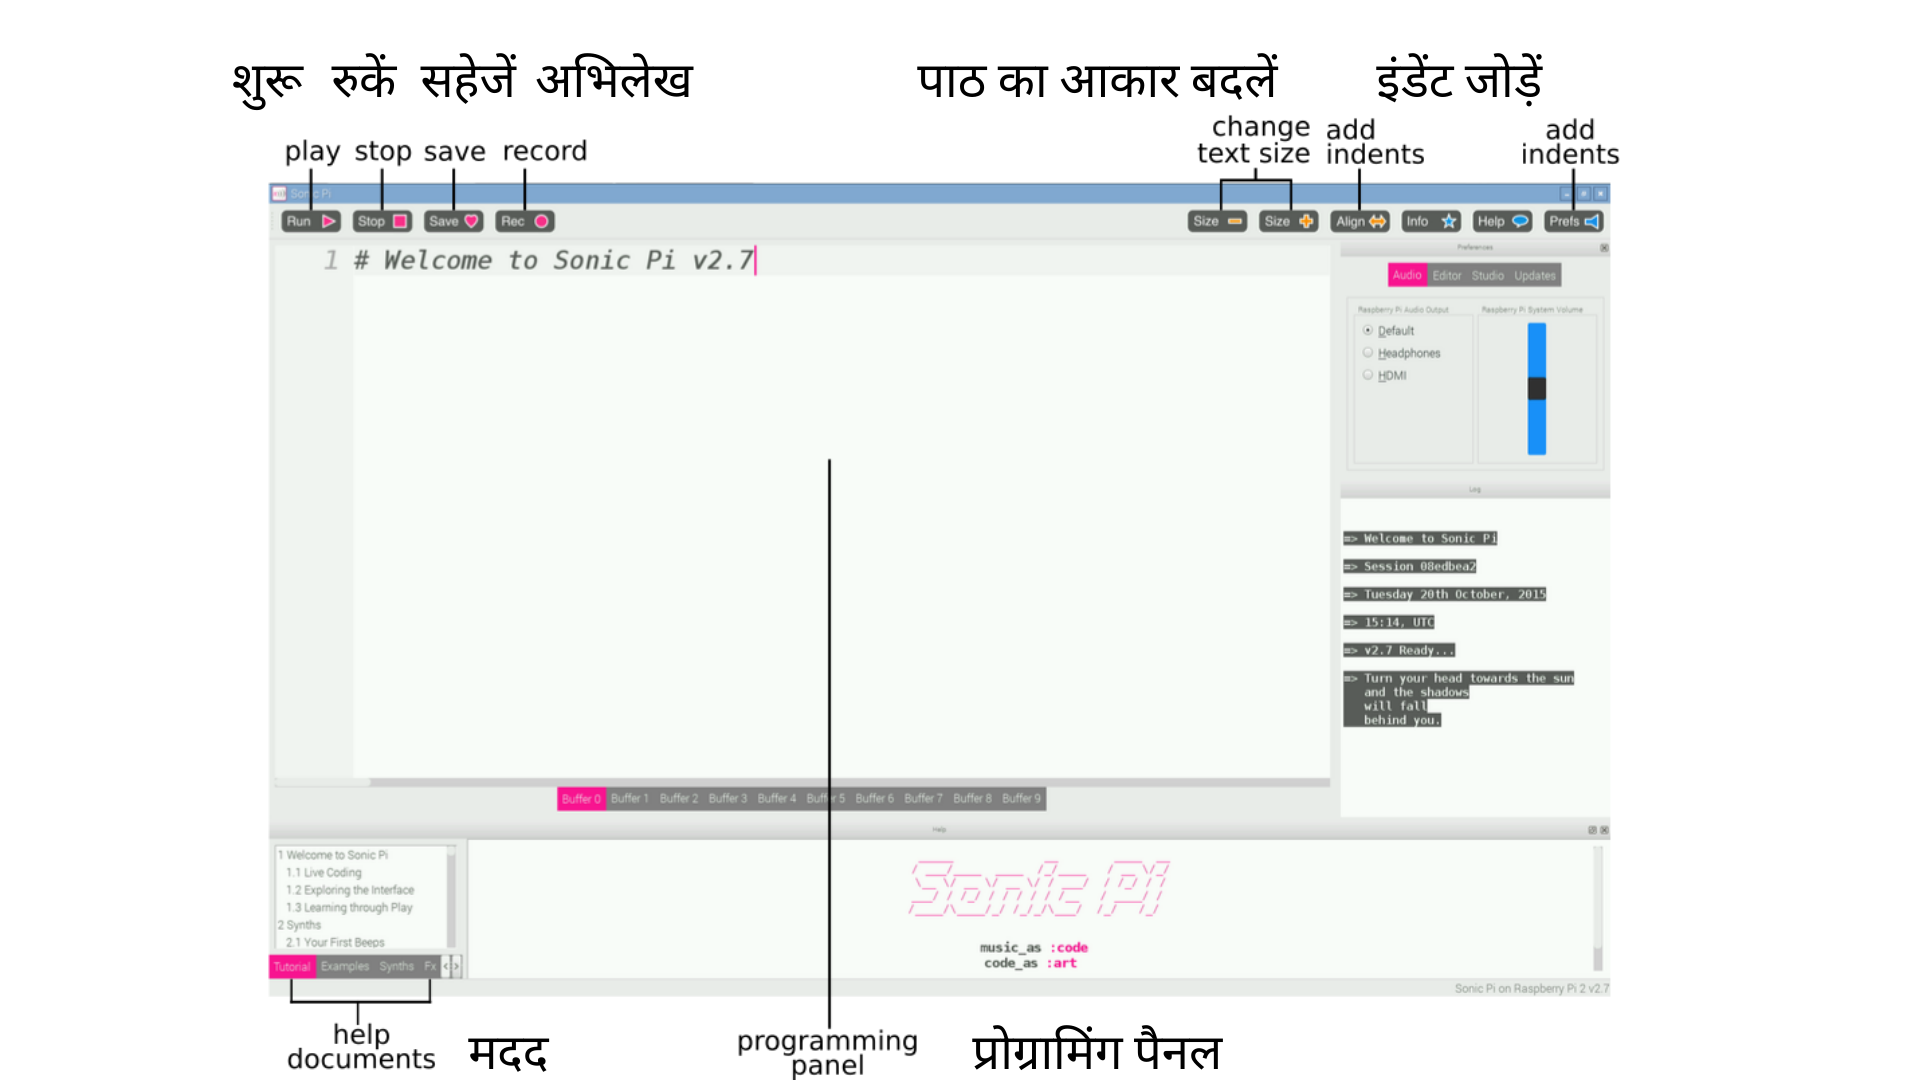 शुरू रुकें सहेजें अभिलेख पाठ का आकार बदलें इंडेंट जोड़ें
play stop save record
change text size
add indents
add indents
Sonic Pi
Run Stop Save Rec Size Size Align Info Help Prefs
1 # Welcome to Sonic Pi v2.7
Preferences
Audio Editor Studio Updates
Raspberry Pi Audio Output
Raspberry Pi System Volume
Default
Headphones
HDMI
Log
=> Welcome to Sonic Pi
=> Session 08edbea2
=> Tuesday 20th October, 2015
=> 15:14, UTC
=> v2.7 Ready...
=> Turn your head towards the sun
and the shadows
will fall
behind you.
Buffer 0 Buffer 1 Buffer 2 Buffer 3 Buffer 4 Buffer 5 Buffer 6 Buffer 7 Buffer 8 Buffer 9
Help
1 Welcome to Sonic Pi
1.1 Live Coding
1.2 Exploring the Interface
1.3 Learning through Play
2 Synths
2.1 Your First Beeps
Tutorial Examples Synths Fx
Sonic Pi
music_as :code
code_as :art
Sonic Pi on Raspberry Pi 2 v2.7
help
documents
मदद
programming
panel
प्रोग्रामिंग पैनल